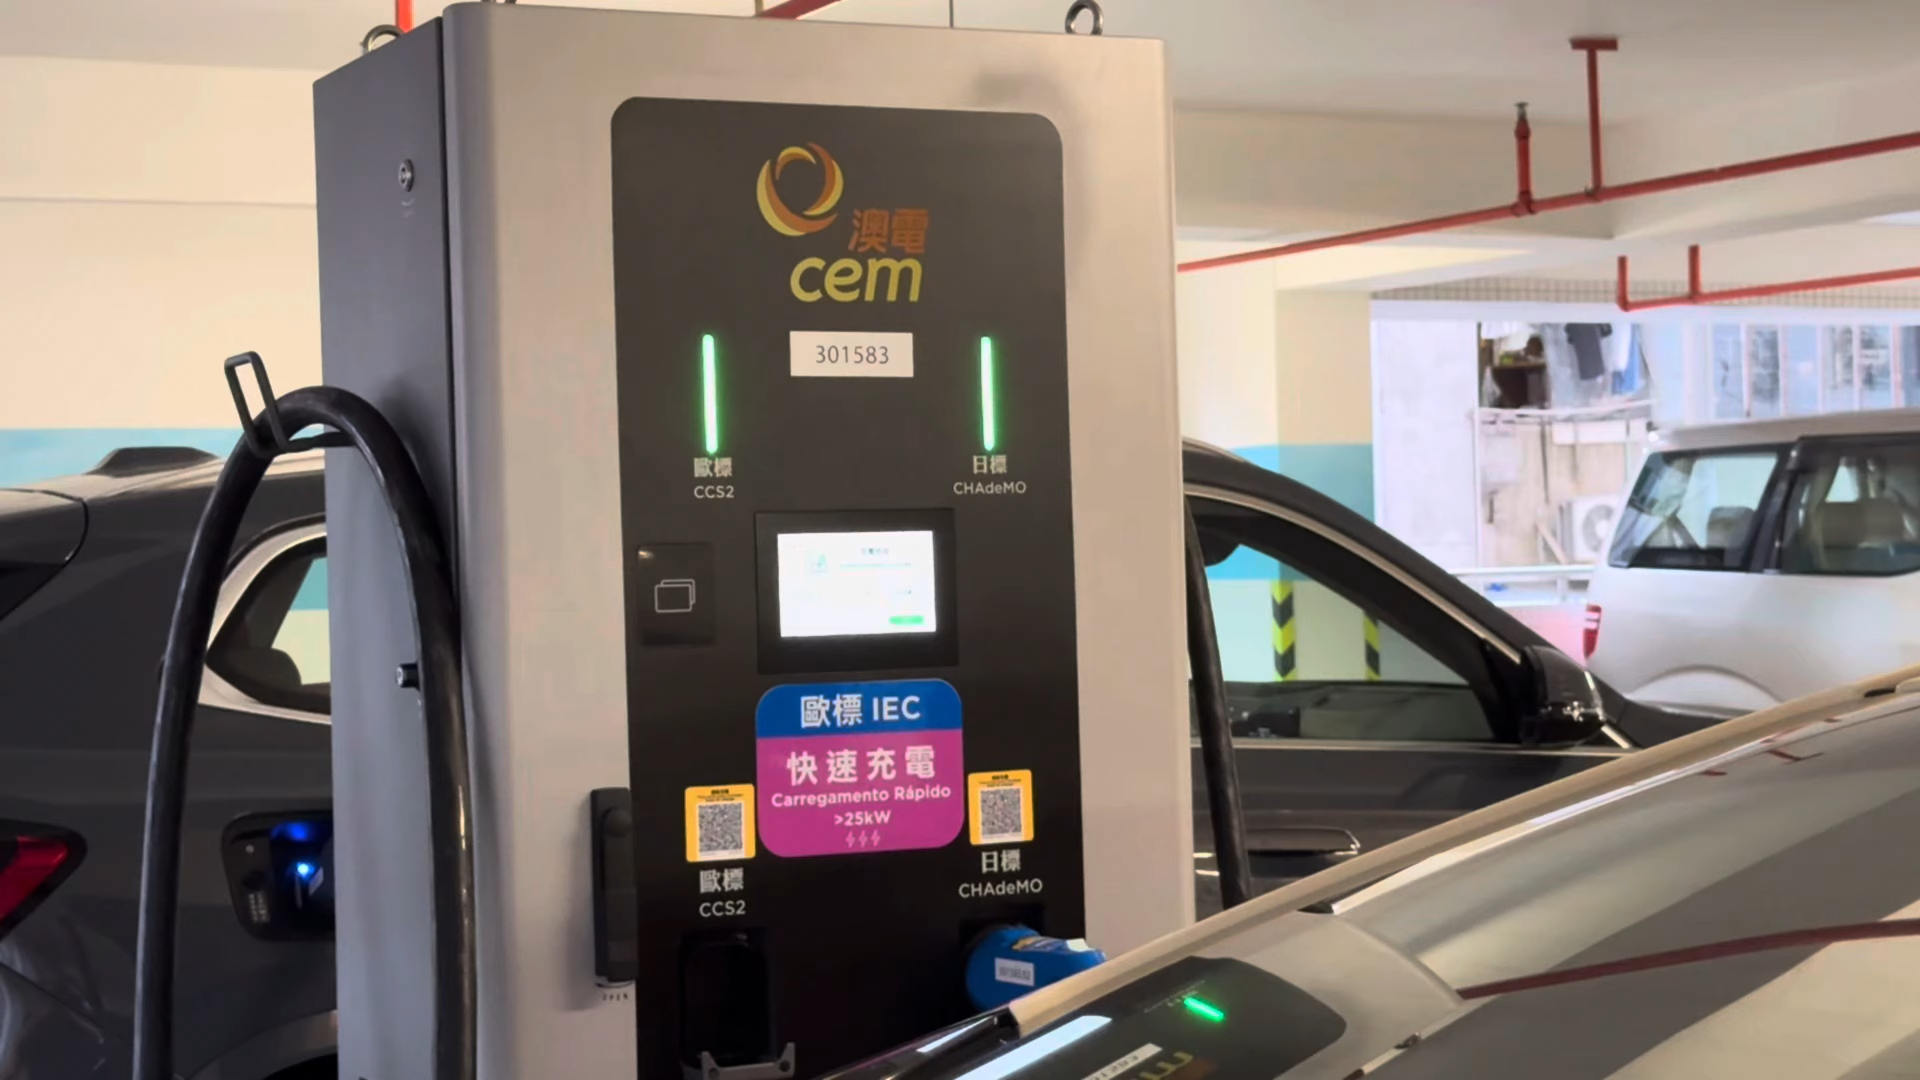 澳電
cem
301583
歐標
CCS2
日標
CHAdeMO
歐標 IEC
快速充電
Carregamento Rápido
>25kW
歐標
CCS2
日標
CHAdeMO
OPEN